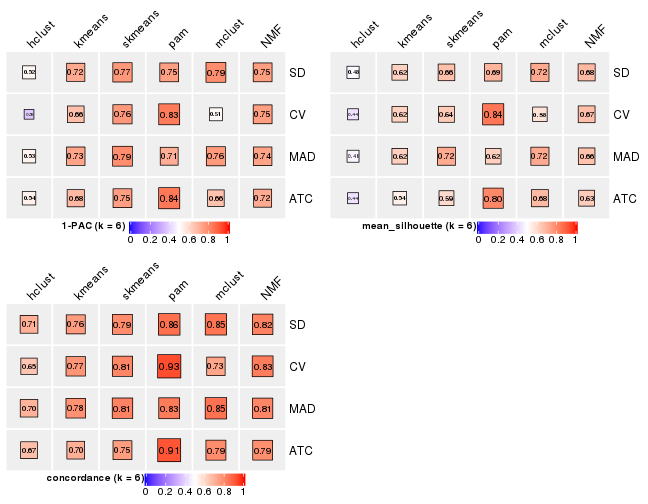 hclust kmeans skmeans pam mclust NMF
0.52 0.72 0.77 0.75 0.79 0.75 SD
0.66 0.76 0.83 0.51 0.75 CV
0.53 0.73 0.79 0.71 0.76 0.74 MAD
0.54 0.68 0.75 0.84 0.66 0.72 ATC
1-PAC (k = 6)
0 0.2 0.4 0.6 0.8 1
hclust kmeans skmeans pam mclust NMF
0.48 0.62 0.66 0.69 0.72 0.68 SD
0.44 0.62 0.64 0.84 0.58 0.67 CV
0.62 0.72 0.62 0.72 0.66 MAD
0.44 0.54 0.59 0.80 0.68 0.63 ATC
mean_silhouette (k = 6)
0 0.2 0.4 0.6 0.8 1
hclust kmeans skmeans pam mclust NMF
0.71 0.76 0.79 0.86 0.85 0.82 SD
0.65 0.77 0.81 0.93 0.73 0.83 CV
0.70 0.78 0.81 0.83 0.85 0.81 MAD
0.67 0.70 0.75 0.91 0.79 0.79 ATC
concordance (k = 6)
0 0.2 0.4 0.6 0.8 1